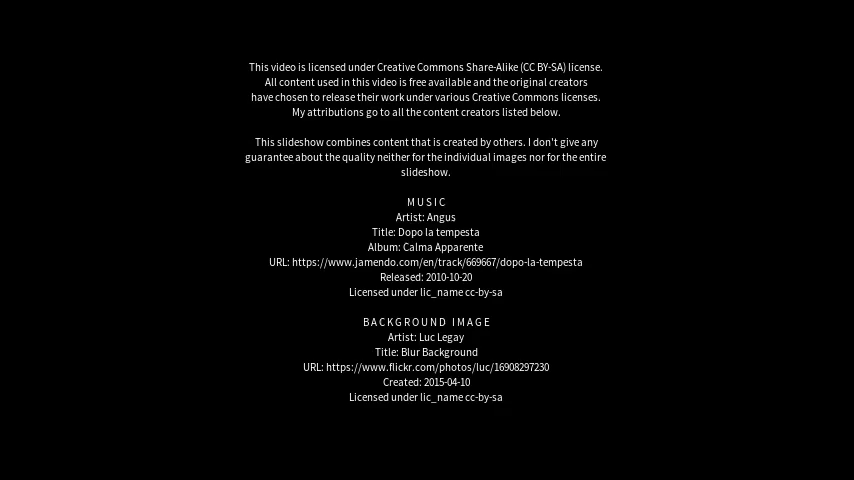 This video is licensed under Creative Commons Share-Alike (CC BY-SA) license.
All content used in this video is free available and the original creators
have chosen to release their work under various Creative Commons licenses.
My attributions go to all the content creators listed below.
This slideshow combines content that is created by others. I don't give any
guarantee about the quality neither for the individual images nor for the entire
slideshow.
MUSIC
Artist: Angus
Title: Dopo la tempesta
Album: Calma Apparente
URL: https://www.jamendo.com/en/track/669667/dopo-la-tempesta
Released: 2010-10-20
Licensed under lic_name cc-by-sa
BACKGROUND IMAGE
Artist: Luc Legay
Title: Blur Background
URL: https://www.flickr.com/photos/luc/16908297230
Created: 2015-04-10
Licensed under lic_name cc-by-sa